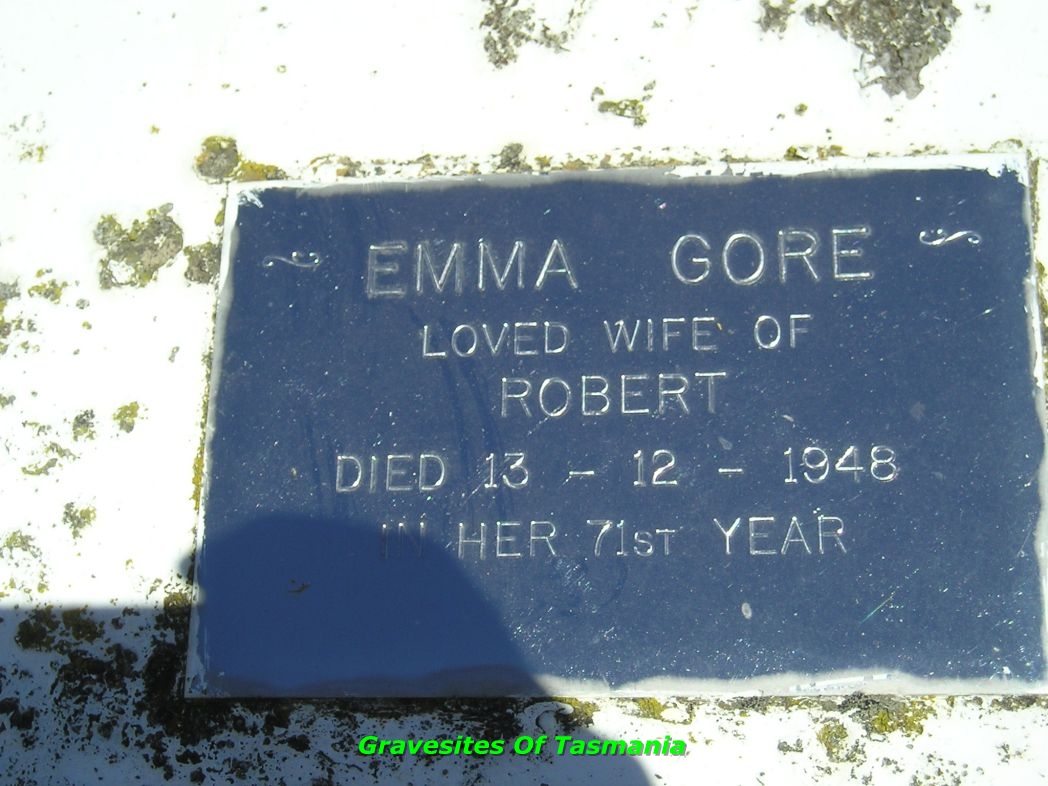 ~ EMMA GORE ~
LOVED WIFE OF
ROBERT
DIED 13 - 12 - 1948
IN HER 71ST YEAR
Gravesites Of Tasmania